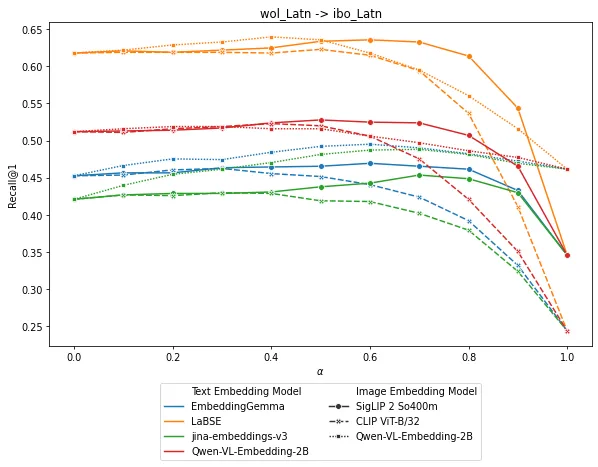 wol_Latn -> ibo_Latn
Recall@1
0.65
0.60
0.55
0.50
0.45
0.40
0.35
0.30
0.25
0.0 0.2 0.4 0.6 0.8 1.0
α
Text Embedding Model
EmbeddingGemma
LaBSE
jina-embeddings-v3
Qwen-VL-Embedding-2B
Image Embedding Model
SigLIP 2 So400m
CLIP ViT-B/32
Qwen-VL-Embedding-2B